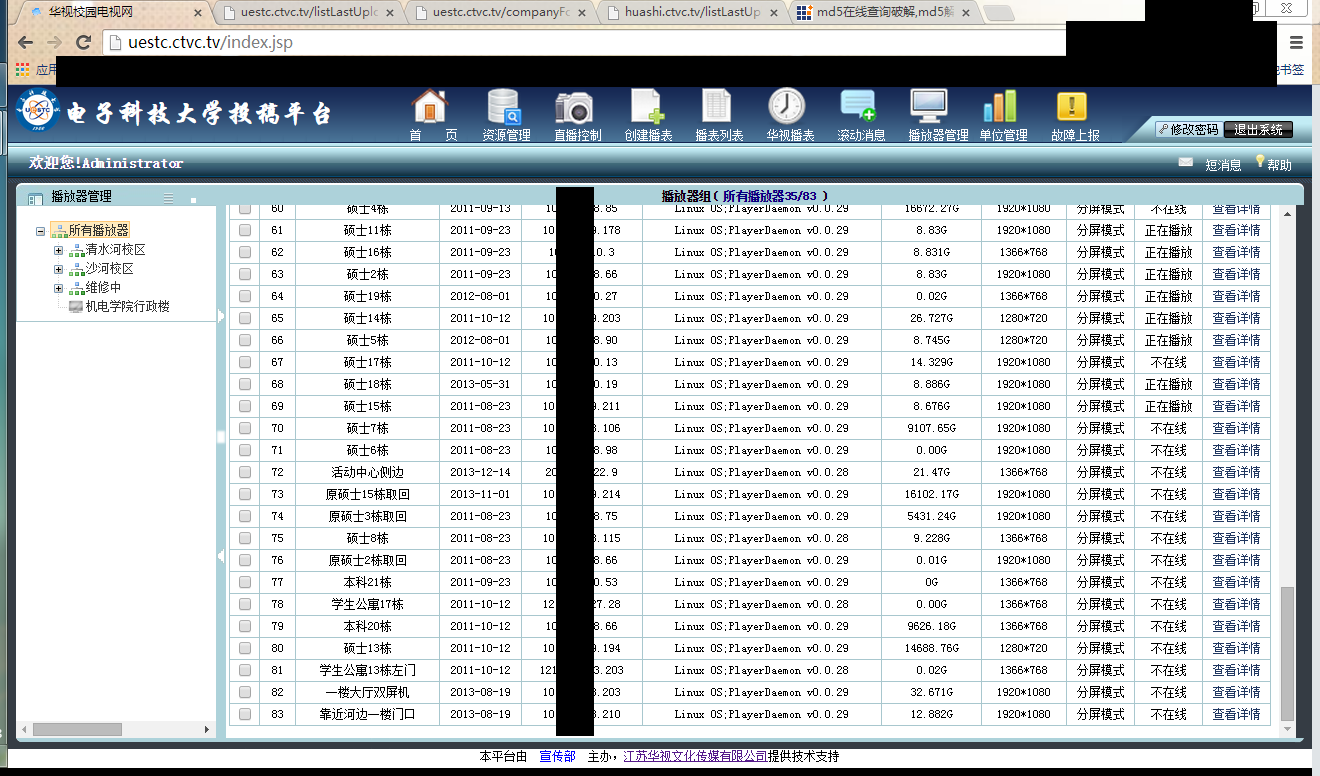 华视校园电视网 uestc.ctvc.tv/listLastUplo uestc.ctvc.tv/companyFo huashi.ctvc.tv/listLastUp md5在线查询破解,md5解
uestc.ctvc.tv/index.jsp
应用 书签
电子科技大学投稿平台
首 页 资源管理 直播控制 创建播表 播表列表 华视播表 滚动消息 播放器管理 单位管理 故障上报 修改密码 退出系统
欢迎您!Administrator 短消息 帮助
播放器管理
所有播放器
清水河校区
沙河校区
维修中
机电学院行政楼
播放器组( 所有播放器35/83 )
60 硕士4栋 2011-09-13 10 8.85 Linux OS;PlayerDaemon v0.0.29 16672.27G 1920*1080 分屏模式 不在线 查看详情
61 硕士11栋 2011-09-23 10 9.178 Linux OS;PlayerDaemon v0.0.29 8.83G 1920*1080 分屏模式 正在播放 查看详情
62 硕士16栋 2011-09-23 10 0.3 Linux OS;PlayerDaemon v0.0.29 8.831G 1920*1080 分屏模式 正在播放 查看详情
63 硕士2栋 2011-09-23 10 8.66 Linux OS;PlayerDaemon v0.0.29 8.83G 1920*1080 分屏模式 正在播放 查看详情
64 硕士19栋 2012-08-01 10 0.27 Linux OS;PlayerDaemon v0.0.29 0.02G 1366*768 分屏模式 正在播放 查看详情
65 硕士14栋 2011-10-12 10 9.203 Linux OS;PlayerDaemon v0.0.29 26.727G 1280*720 分屏模式 正在播放 查看详情
66 硕士5栋 2012-08-01 10 8.90 Linux OS;PlayerDaemon v0.0.29 8.745G 1280*720 分屏模式 正在播放 查看详情
67 硕士17栋 2011-10-12 10 0.13 Linux OS;PlayerDaemon v0.0.29 14.329G 1920*1080 分屏模式 不在线 查看详情
68 硕士18栋 2013-05-31 10 0.19 Linux OS;PlayerDaemon v0.0.29 8.886G 1920*1080 分屏模式 正在播放 查看详情
69 硕士15栋 2011-08-23 10 9.211 Linux OS;PlayerDaemon v0.0.29 8.676G 1920*1080 分屏模式 正在播放 查看详情
70 硕士7栋 2011-08-23 10 8.106 Linux OS;PlayerDaemon v0.0.29 9107.65G 1920*1080 分屏模式 不在线 查看详情
71 硕士6栋 2011-08-23 10 8.98 Linux OS;PlayerDaemon v0.0.29 0.00G 1920*1080 分屏模式 不在线 查看详情
72 活动中心侧边 2013-12-14 20 22.9 Linux OS;PlayerDaemon v0.0.28 21.47G 1366*768 分屏模式 不在线 查看详情
73 原硕士15栋取回 2013-11-01 10 9.214 Linux OS;PlayerDaemon v0.0.29 16102.17G 1920*1080 分屏模式 不在线 查看详情
74 原硕士3栋取回 2011-08-23 10 8.75 Linux OS;PlayerDaemon v0.0.29 5431.24G 1920*1080 分屏模式 不在线 查看详情
75 硕士8栋 2011-08-23 10 8.115 Linux OS;PlayerDaemon v0.0.28 9.228G 1366*768 分屏模式 不在线 查看详情
76 原硕士2栋取回 2011-08-23 10 8.66 Linux OS;PlayerDaemon v0.0.29 0.01G 1920*1080 分屏模式 不在线 查看详情
77 本科21栋 2011-09-23 10 0.53 Linux OS;PlayerDaemon v0.0.29 0G 1366*768 分屏模式 不在线 查看详情
78 学生公寓17栋 2011-10-12 12 27.28 Linux OS;PlayerDaemon v0.0.28 0.00G 1366*768 分屏模式 不在线 查看详情
79 本科20栋 2011-10-12 10 8.66 Linux OS;PlayerDaemon v0.0.29 9626.18G 1366*768 分屏模式 不在线 查看详情
80 硕士13栋 2011-10-12 10 9.194 Linux OS;PlayerDaemon v0.0.29 14688.76G 1280*720 分屏模式 不在线 查看详情
81 学生公寓13栋左门 2011-10-12 121 3.203 Linux OS;PlayerDaemon v0.0.28 0.02G 1366*768 分屏模式 不在线 查看详情
82 一楼大厅双屏机 2013-08-19 10 3.203 Linux OS;PlayerDaemon v0.0.29 32.671G 1920*1080 分屏模式 不在线 查看详情
83 靠近河边一楼门口 2013-08-19 10 3.210 Linux OS;PlayerDaemon v0.0.29 12.882G 1920*1080 分屏模式 不在线 查看详情
本平台由 宣传部 主办，江苏华视文化传媒有限公司提供技术支持